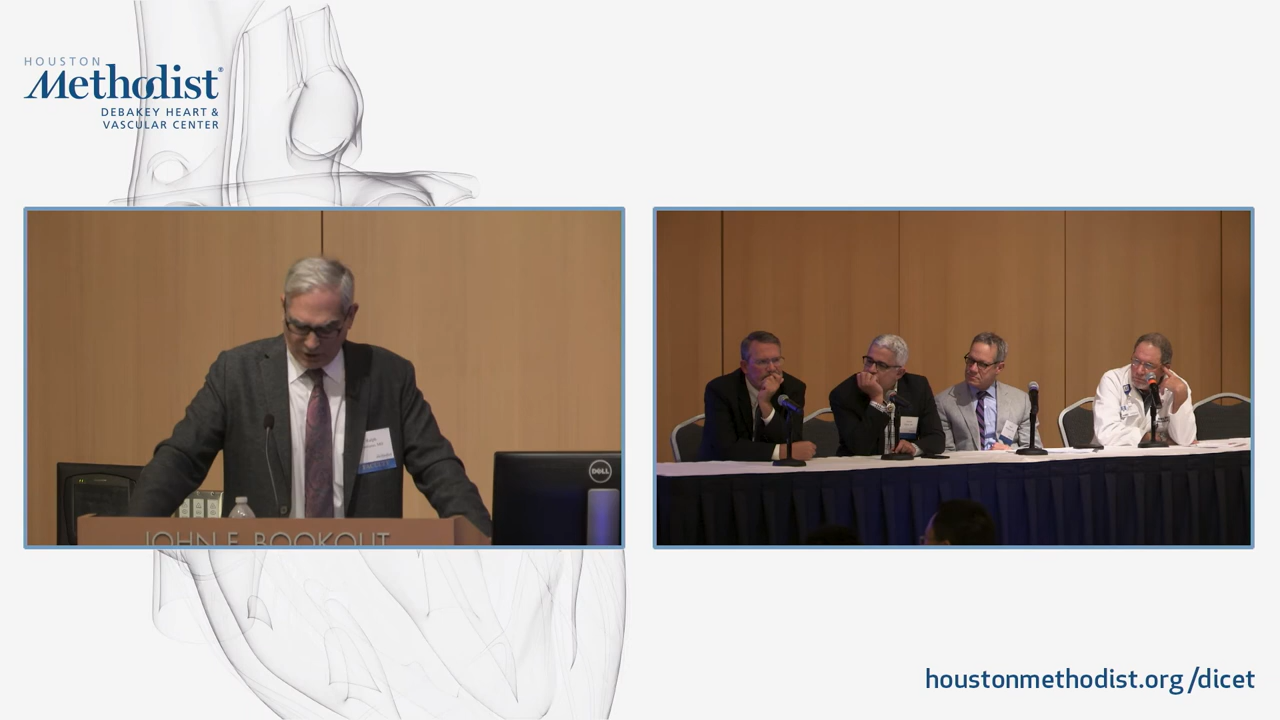 HOUSTON
Methodist®
DEBAKEY HEART &
VASCULAR CENTER
DELL
JOHN F. BOOKOUT
houstonmethodist.org/dicet